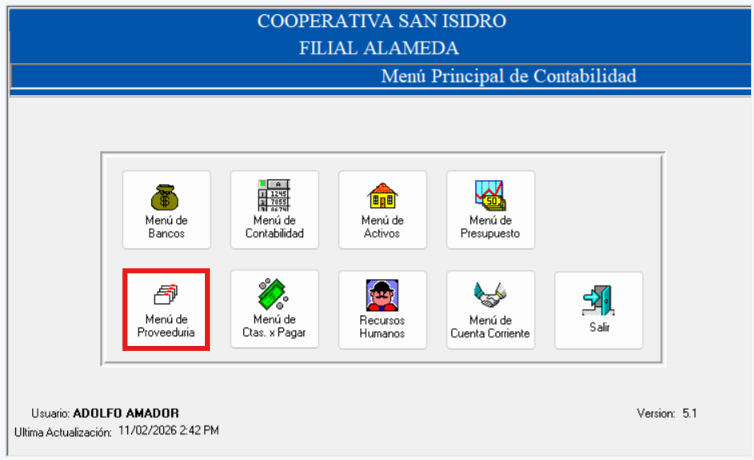 COOPERATIVA SAN ISIDRO
FILIAL ALAMEDA
Menú Principal de Contabilidad
Menú de
Bancos
Menú de
Contabilidad
Menú de
Activos
Menú de
Presupuesto
Menú de
Proveeduria
Menú de
Ctas. x Pagar
Recursos
Humanos
Menú de
Cuenta Corriente
Salir
Usuario: ADOLFO AMADOR
Version: 5.1
Ultima Actualización: 11/02/2026 2:42 PM